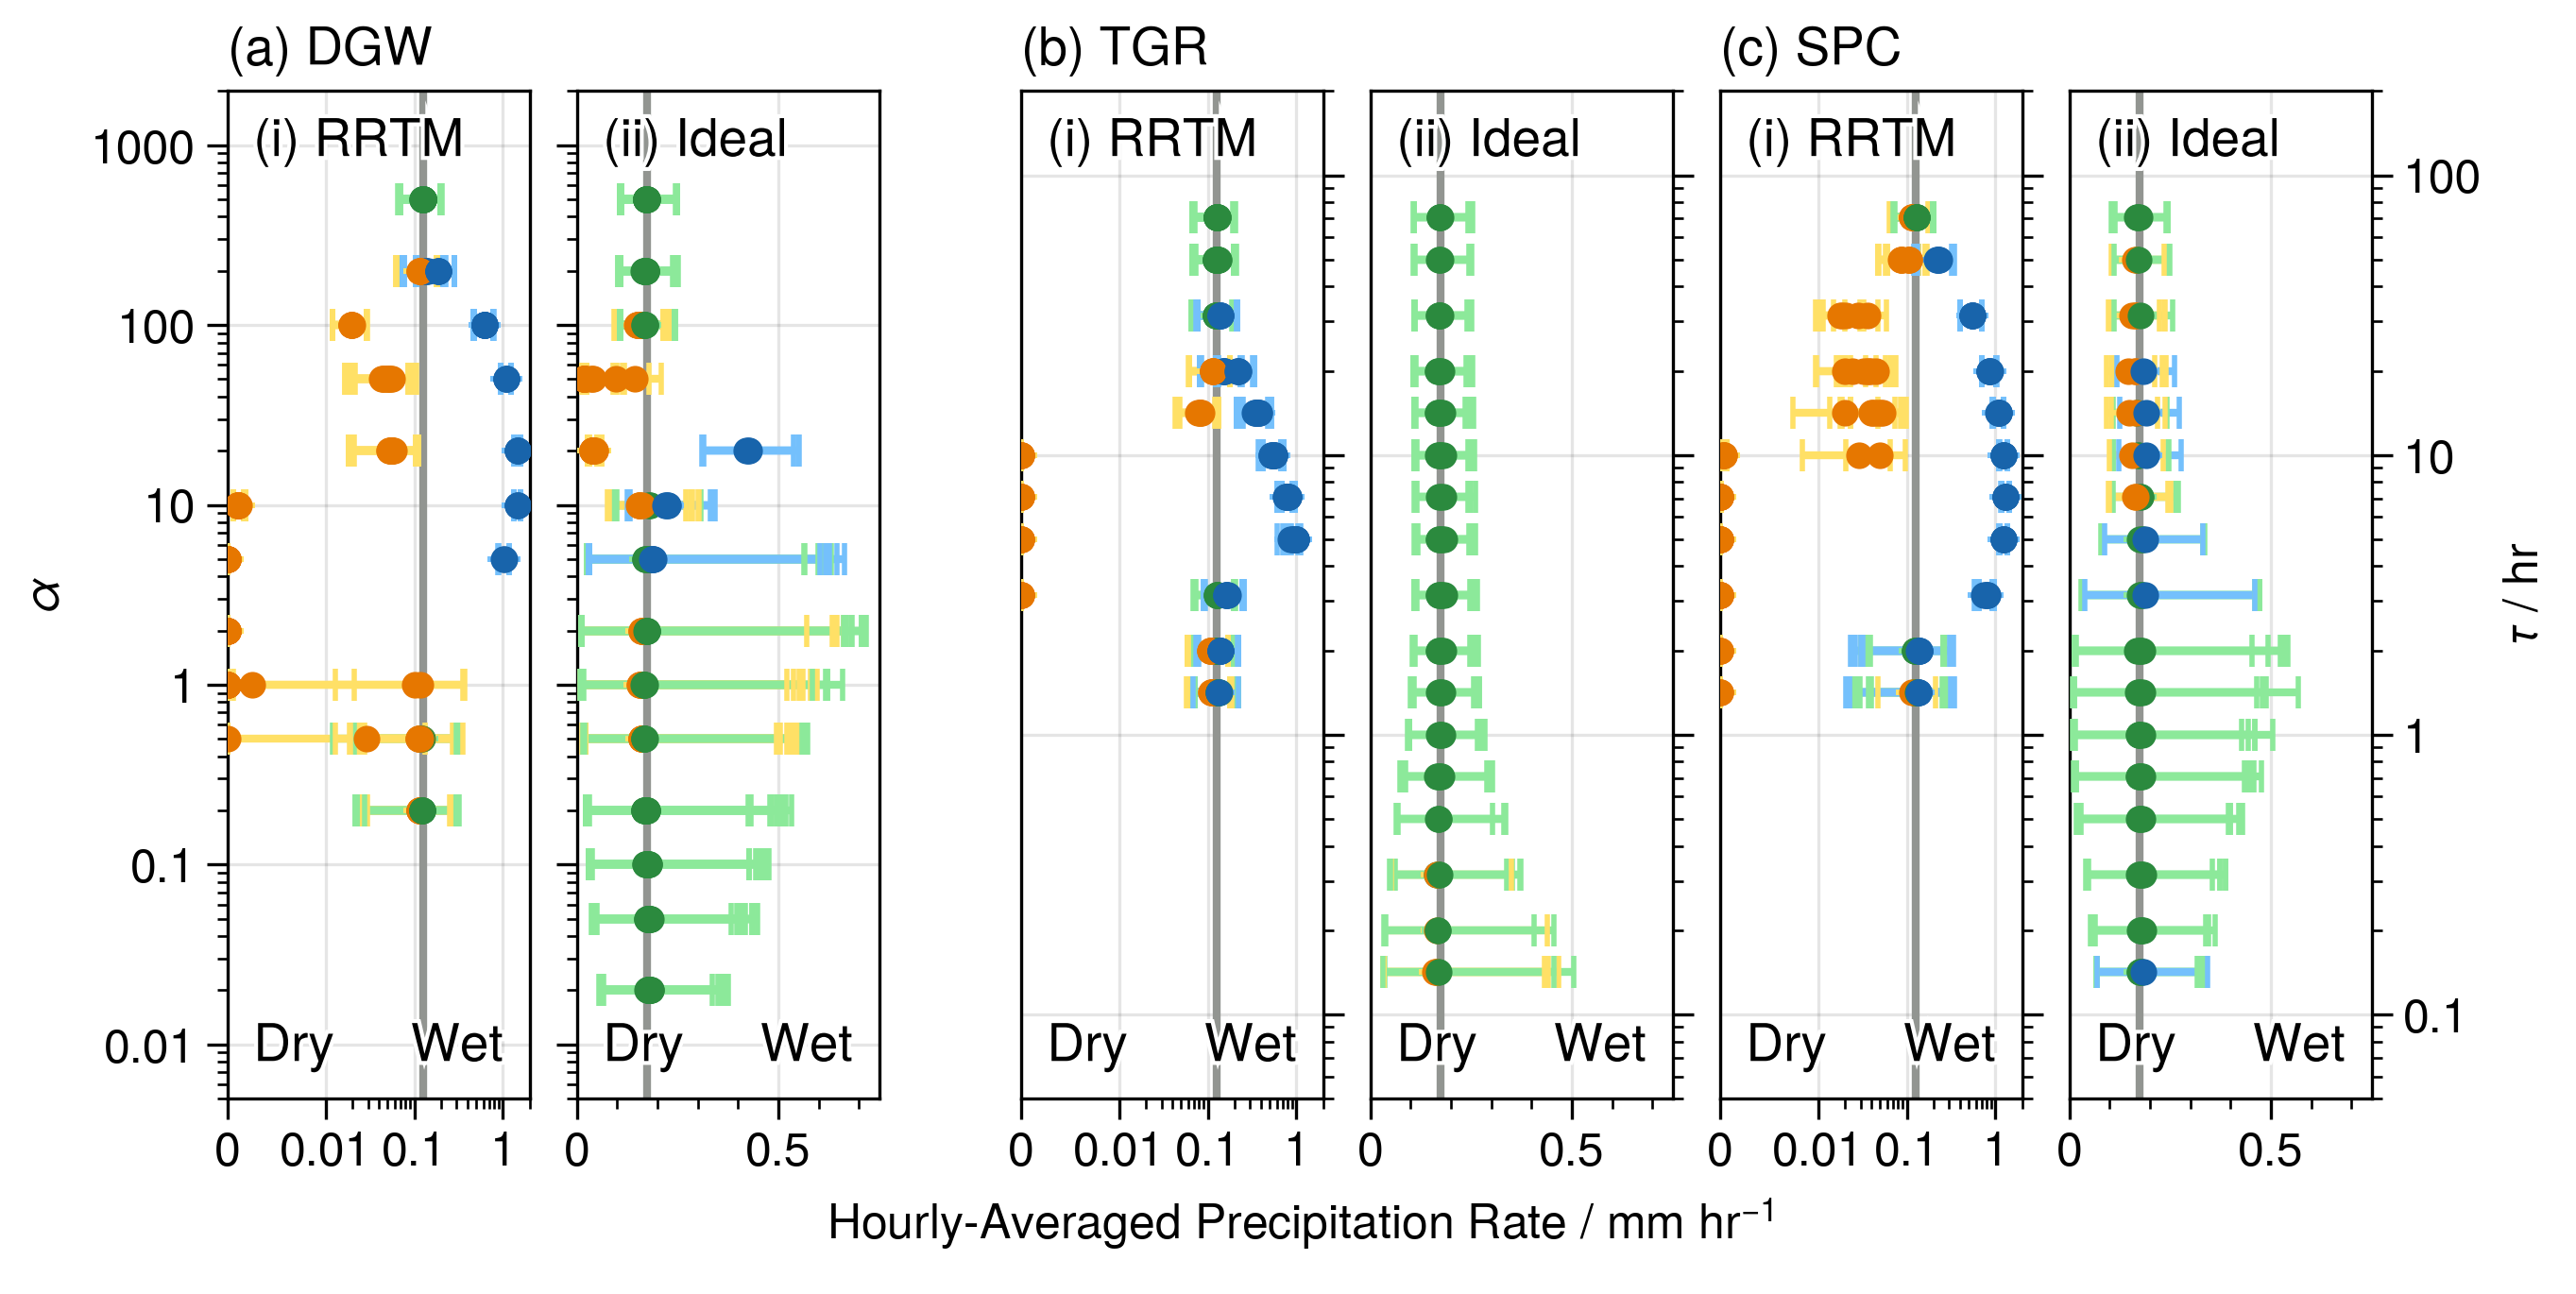 (a) DGW
(b) TGR
(c) SPC
(i) RRTM
(ii) Ideal
(i) RRTM
(ii) Ideal
(i) RRTM
(ii) Ideal
1000
100
10
1
0.1
0.01
α
100
10
1
0.1
τ / hr
Dry Wet
Dry Wet
Dry Wet
Dry Wet
Dry Wet
Dry Wet
0 0.01 0.1 1
0 0.5
0 0.01 0.1 1
0 0.5
0 0.01 0.1 1
0 0.5
Hourly-Averaged Precipitation Rate / mm hr⁻¹